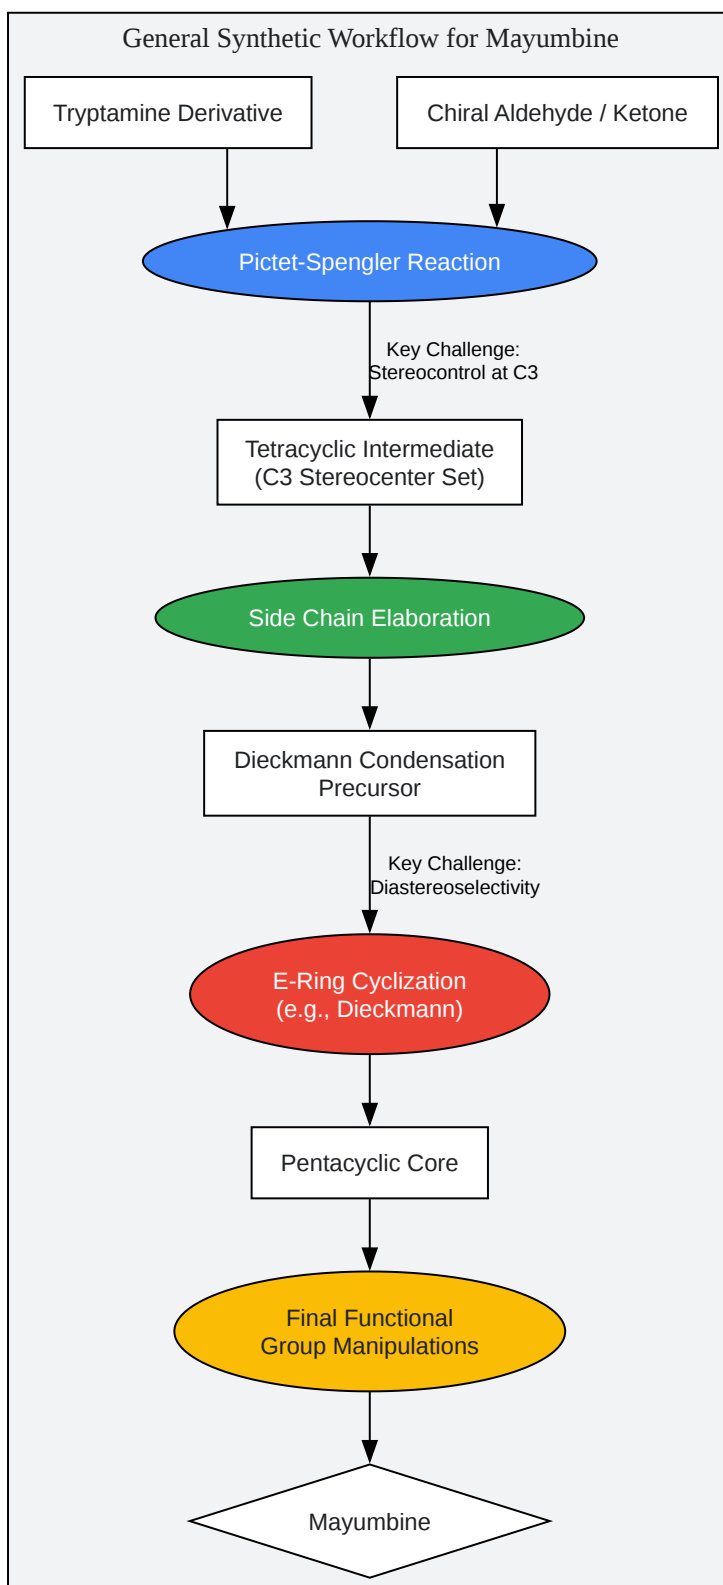 General Synthetic Workflow for Mayumbine
Tryptamine Derivative
Chiral Aldehyde / Ketone
Pictet-Spengler Reaction
Key Challenge:
Stereocontrol at C3
Tetracyclic Intermediate
(C3 Stereocenter Set)
Side Chain Elaboration
Dieckmann Condensation
Precursor
Key Challenge:
Diastereoselectivity
E-Ring Cyclization
(e.g., Dieckmann)
Pentacyclic Core
Final Functional
Group Manipulations
Mayumbine